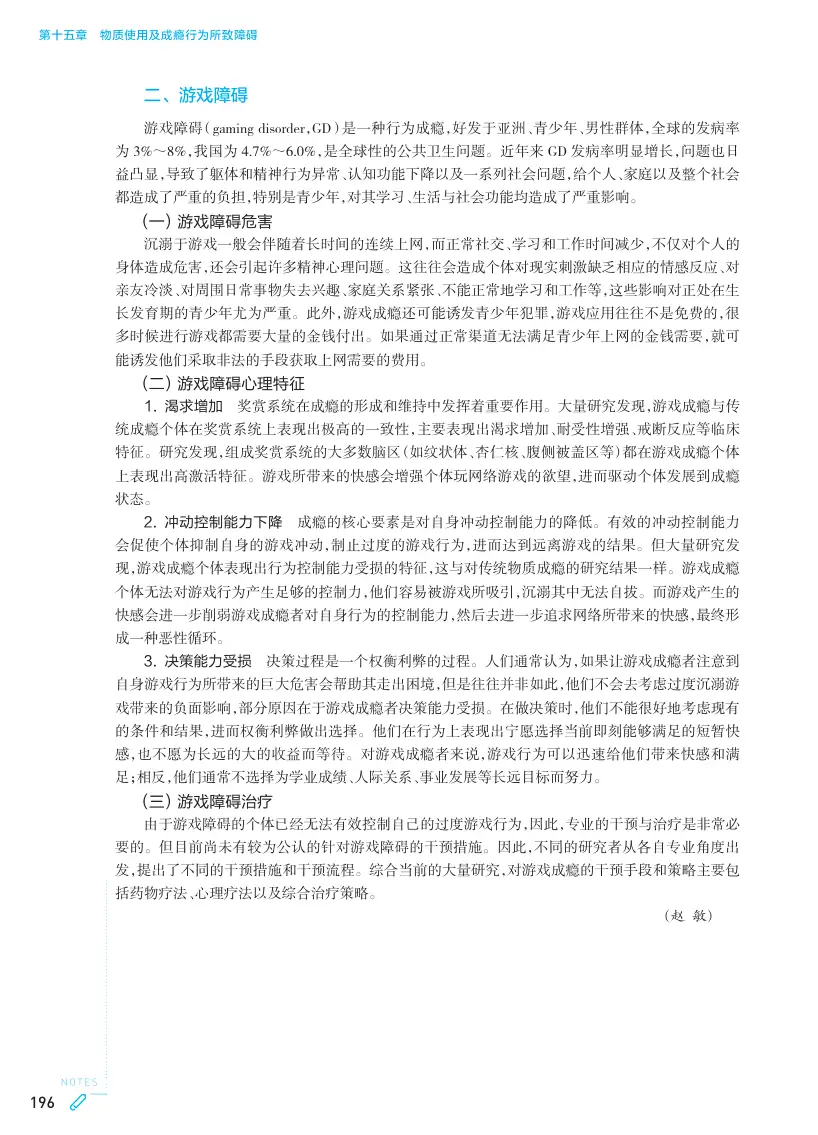 第十五章　物质使用及成瘾行为所致障碍
二、游戏障碍
游戏障碍（gaming disorder,GD）是一种行为成瘾,好发于亚洲、青少年、男性群体,全球的发病率
为 3%～8%,我国为 4.7%～6.0%,是全球性的公共卫生问题。近年来 GD 发病率明显增长,问题也日
益凸显,导致了躯体和精神行为异常、认知功能下降以及一系列社会问题,给个人、家庭以及整个社会
都造成了严重的负担,特别是青少年,对其学习、生活与社会功能均造成了严重影响。
（一）游戏障碍危害
沉溺于游戏一般会伴随着长时间的连续上网,而正常社交、学习和工作时间减少,不仅对个人的
身体造成危害,还会引起许多精神心理问题。这往往会造成个体对现实刺激缺乏相应的情感反应、对
亲友冷淡、对周围日常事物失去兴趣、家庭关系紧张、不能正常地学习和工作等,这些影响对正处在生
长发育期的青少年尤为严重。此外,游戏成瘾还可能诱发青少年犯罪,游戏应用往往不是免费的,很
多时候进行游戏都需要大量的金钱付出。如果通过正常渠道无法满足青少年上网的金钱需要,就可
能诱发他们采取非法的手段获取上网需要的费用。
（二）游戏障碍心理特征
1. 渴求增加　奖赏系统在成瘾的形成和维持中发挥着重要作用。大量研究发现,游戏成瘾与传
统成瘾个体在奖赏系统上表现出极高的一致性,主要表现出渴求增加、耐受性增强、戒断反应等临床
特征。研究发现,组成奖赏系统的大多数脑区（如纹状体、杏仁核、腹侧被盖区等）都在游戏成瘾个体
上表现出高激活特征。游戏所带来的快感会增强个体玩网络游戏的欲望,进而驱动个体发展到成瘾
状态。
2. 冲动控制能力下降　成瘾的核心要素是对自身冲动控制能力的降低。有效的冲动控制能力
会促使个体抑制自身的游戏冲动,制止过度的游戏行为,进而达到远离游戏的结果。但大量研究发
现,游戏成瘾个体表现出行为控制能力受损的特征,这与对传统物质成瘾的研究结果一样。游戏成瘾
个体无法对游戏行为产生足够的控制力,他们容易被游戏所吸引,沉溺其中无法自拔。而游戏产生的
快感会进一步削弱游戏成瘾者对自身行为的控制能力,然后去进一步追求网络所带来的快感,最终形
成一种恶性循环。
3. 决策能力受损　决策过程是一个权衡利弊的过程。人们通常认为,如果让游戏成瘾者注意到
自身游戏行为所带来的巨大危害会帮助其走出困境,但是往往并非如此,他们不会去考虑过度沉溺游
戏带来的负面影响,部分原因在于游戏成瘾者决策能力受损。在做决策时,他们不能很好地考虑现有
的条件和结果,进而权衡利弊做出选择。他们在行为上表现出宁愿选择当前即刻能够满足的短暂快
感,也不愿为长远的大的收益而等待。对游戏成瘾者来说,游戏行为可以迅速给他们带来快感和满
足;相反,他们通常不选择为学业成绩、人际关系、事业发展等长远目标而努力。
（三）游戏障碍治疗
由于游戏障碍的个体已经无法有效控制自己的过度游戏行为,因此,专业的干预与治疗是非常必
要的。但目前尚未有较为公认的针对游戏障碍的干预措施。因此,不同的研究者从各自专业角度出
发,提出了不同的干预措施和干预流程。综合当前的大量研究,对游戏成瘾的干预手段和策略主要包
括药物疗法、心理疗法以及综合治疗策略。
（赵 敏）
NOTES
196